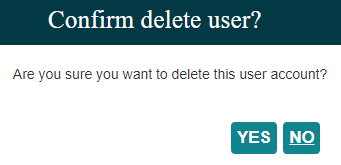 Confirm delete user?
Are you sure you want to delete this user account?
YES NO